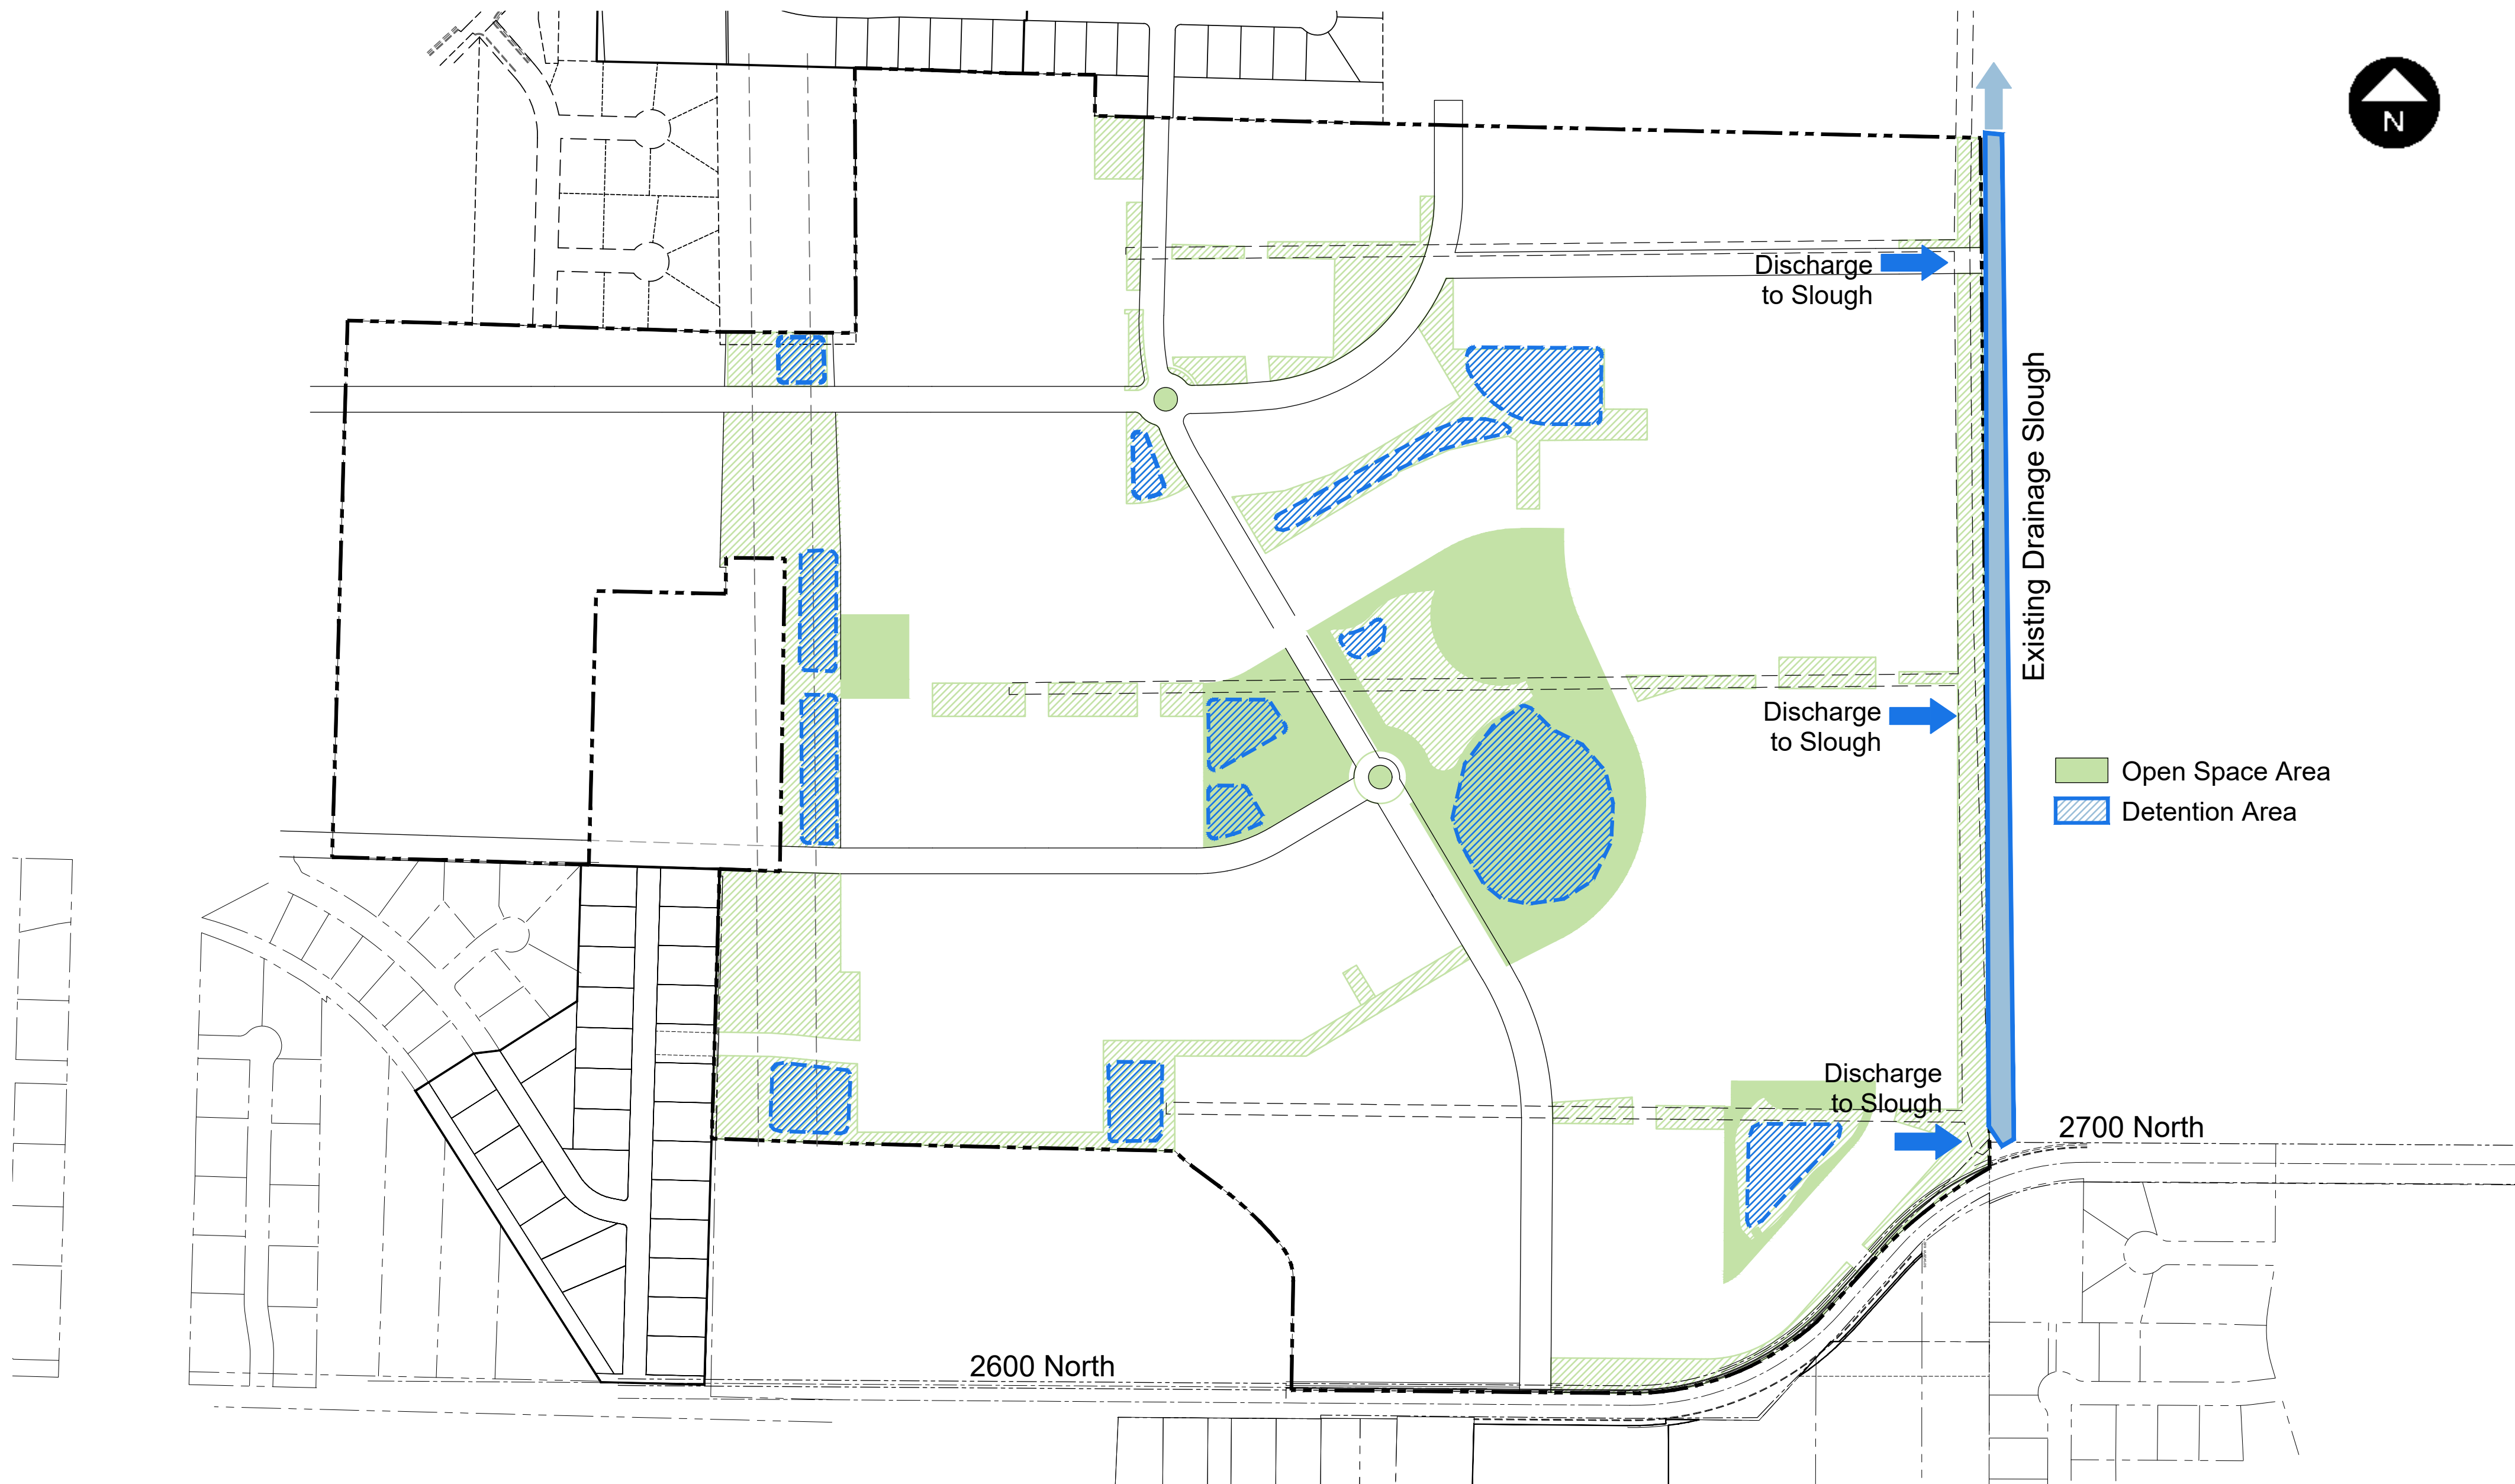 N
Discharge
to Slough
Existing Drainage Slough
Discharge
to Slough
Open Space Area
Detention Area
Discharge
to Slough
2700 North
2600 North